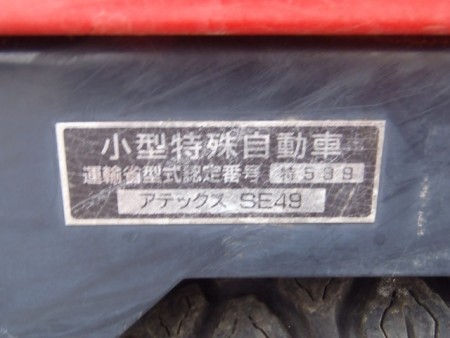 小型特殊自動車
運輸省型式認定番号 特599
アテックス SE49